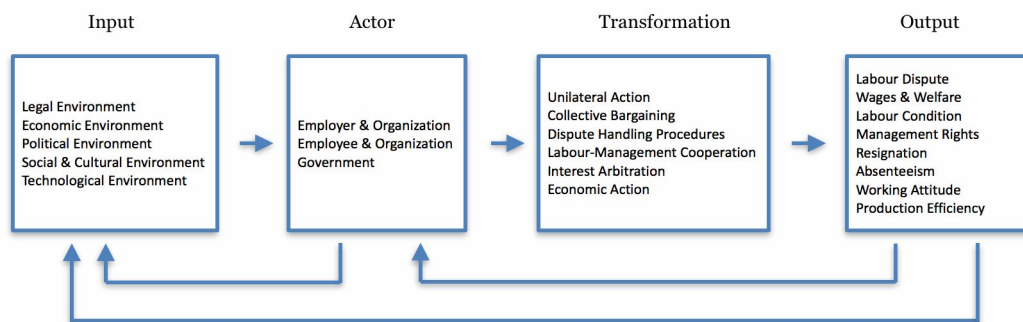 Input
Actor
Transformation
Output
Legal Environment
Economic Environment
Political Environment
Social & Cultural Environment
Technological Environment
Employer & Organization
Employee & Organization
Government
Unilateral Action
Collective Bargaining
Dispute Handling Procedures
Labour-Management Cooperation
Interest Arbitration
Economic Action
Labour Dispute
Wages & Welfare
Labour Condition
Management Rights
Resignation
Absenteeism
Working Attitude
Production Efficiency